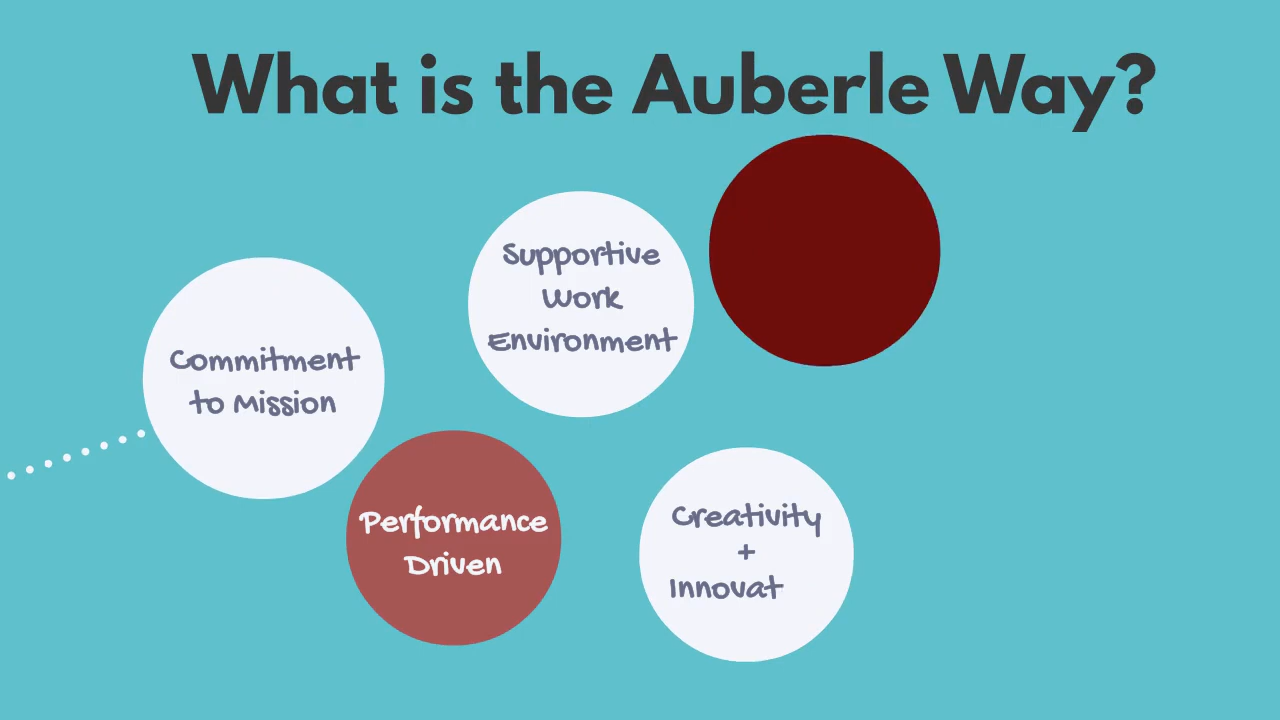 What is the Auberle Way?
Commitment
to Mission
Performance
Driven
Supportive
Work
Environment
Creativity
+
Innovat